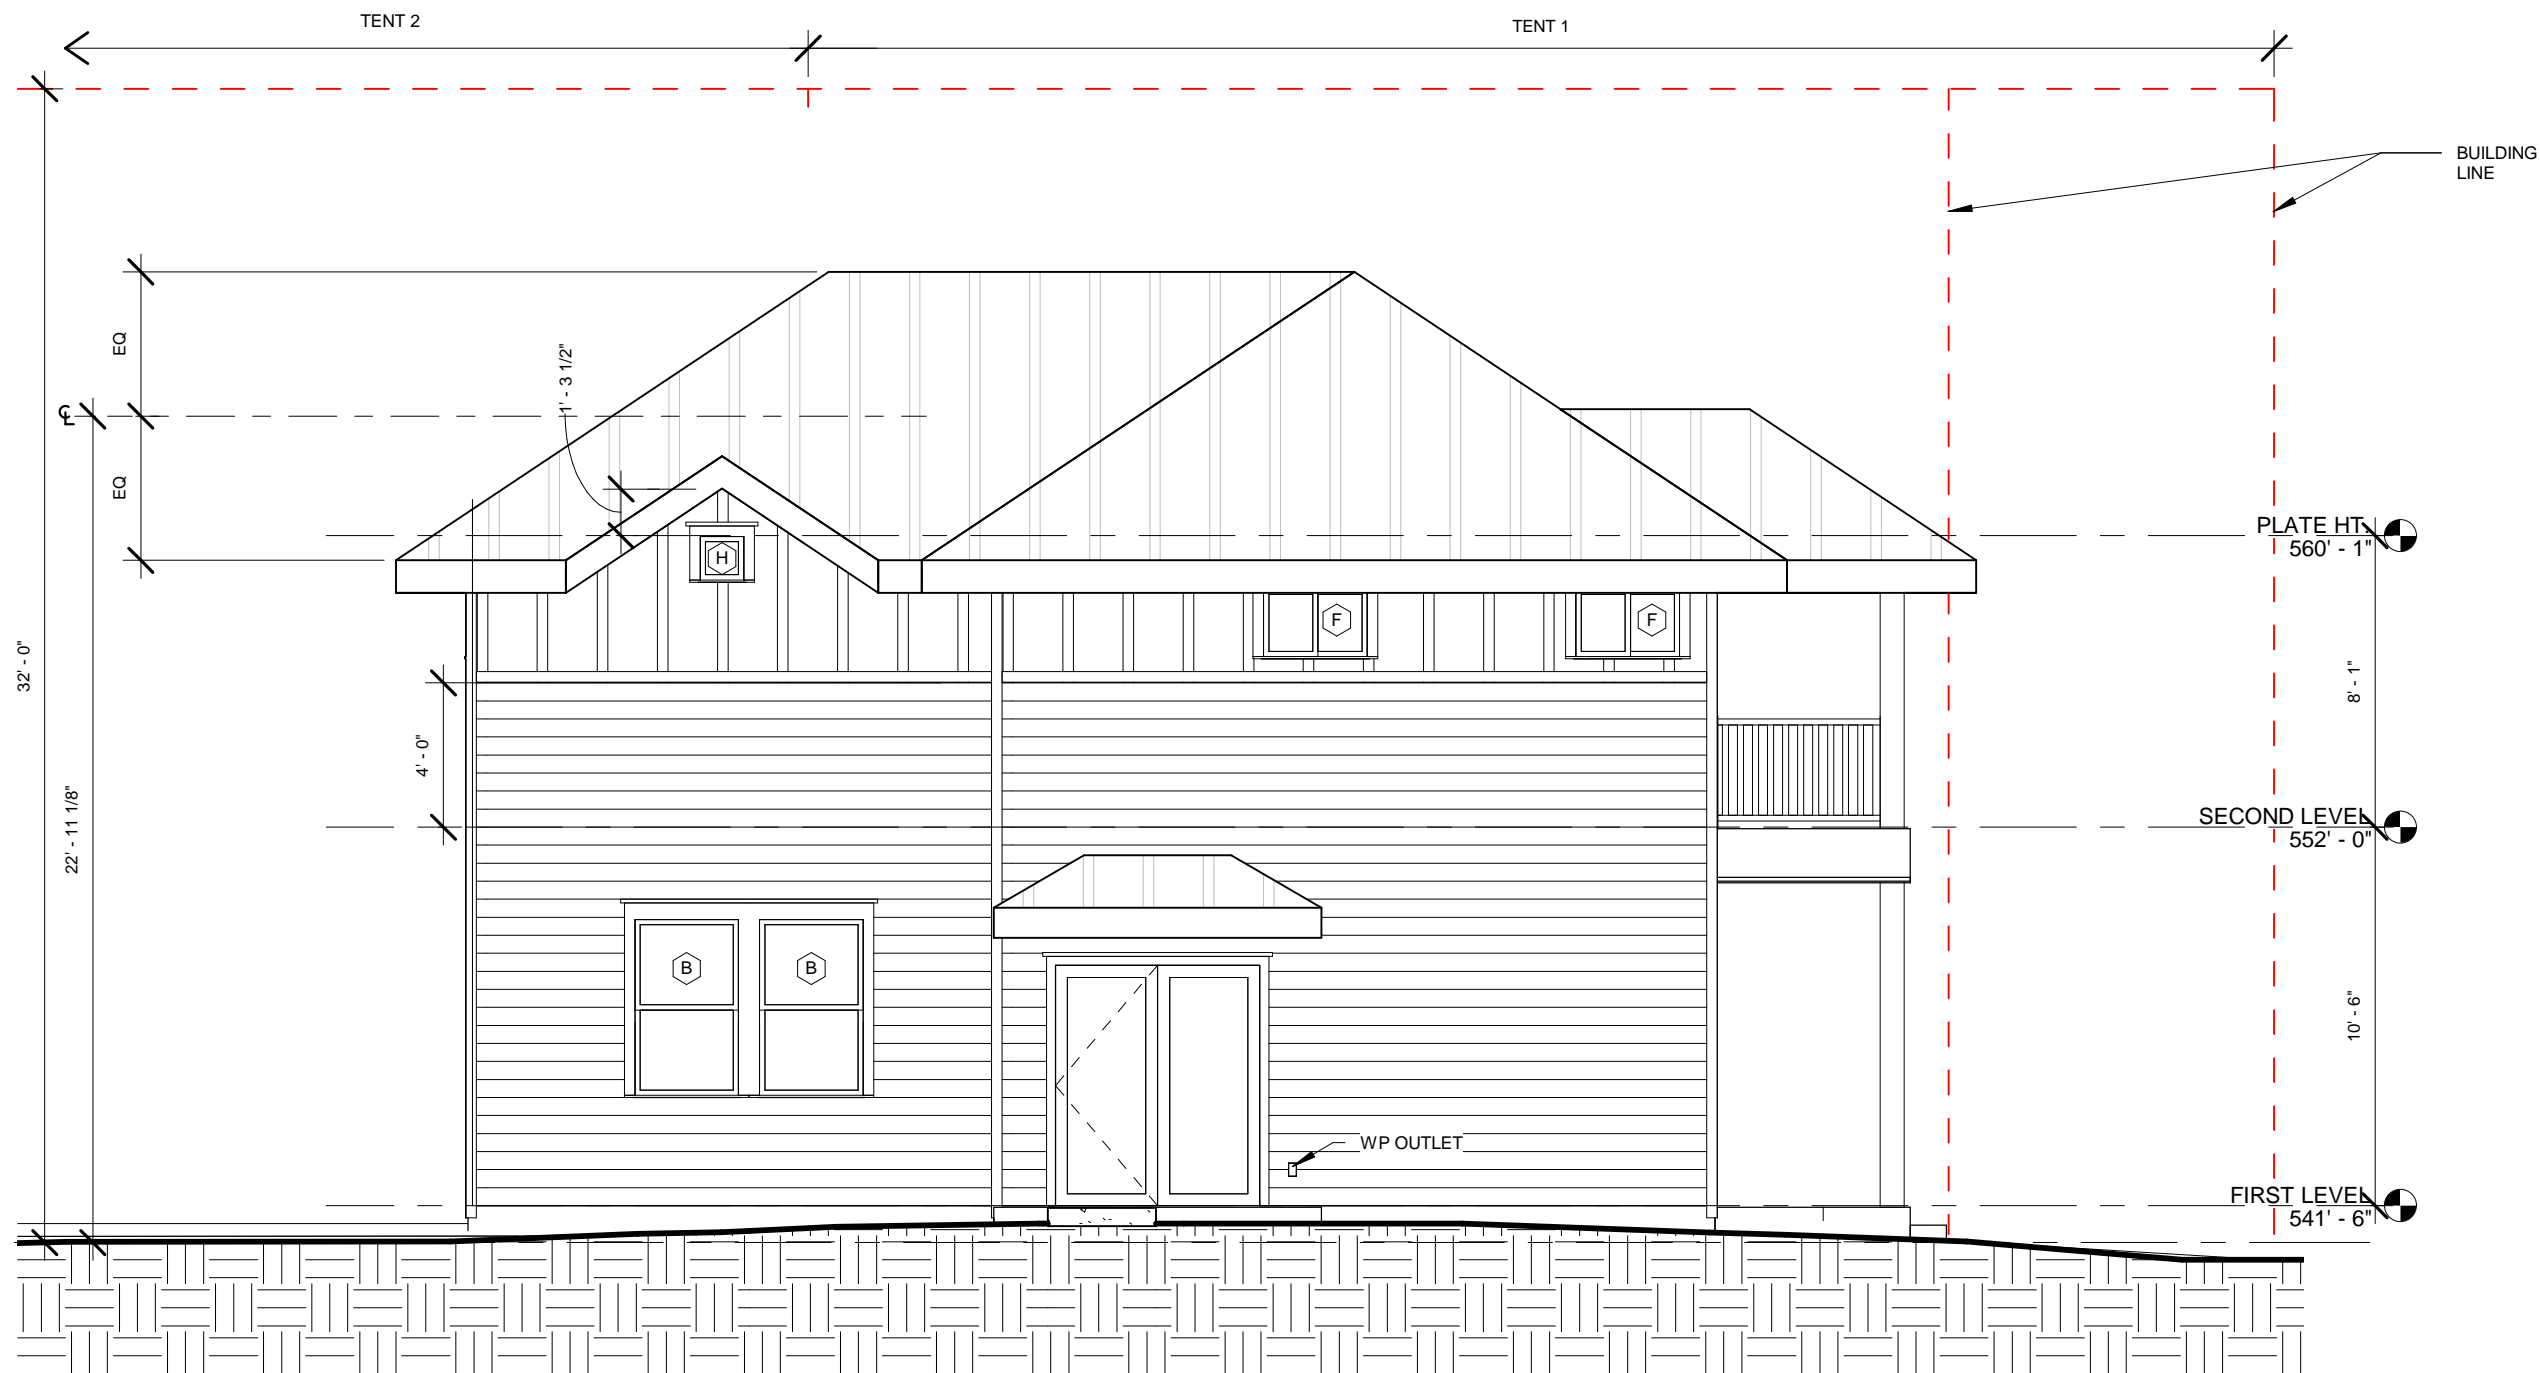 TENT 2
TENT 1
BUILDING
LINE
EQ
1' - 3 1/2"
℄
EQ
PLATE HT.
560' - 1"
H
F
F
32' - 0"
8' - 1"
4' - 0"
22' - 11 1/8"
SECOND LEVEL
552' - 0"
B
B
10' - 6"
WP OUTLET
FIRST LEVEL
541' - 6"